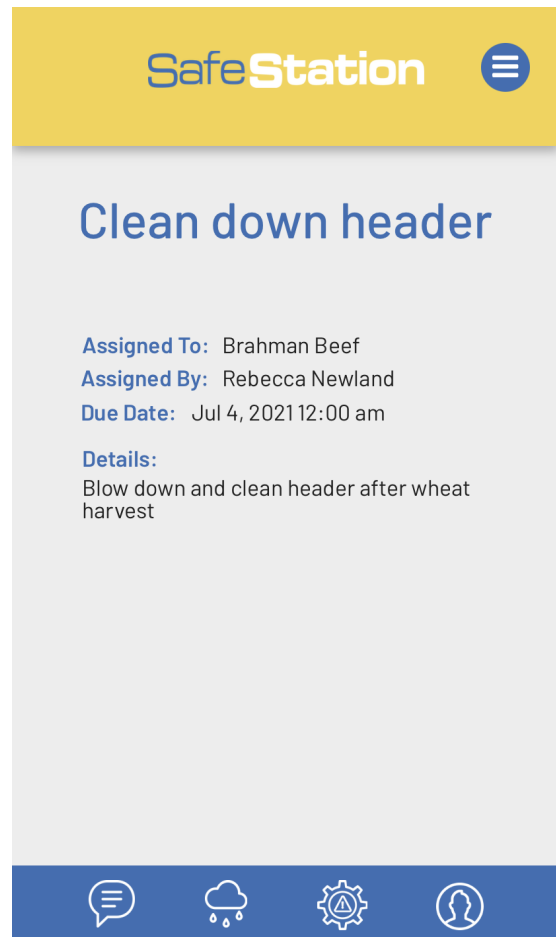 SafeStation
Clean down header
Assigned To: Brahman Beef
Assigned By: Rebecca Newland
Due Date: Jul 4, 2021 12:00 am
Details:
Blow down and clean header after wheat
harvest